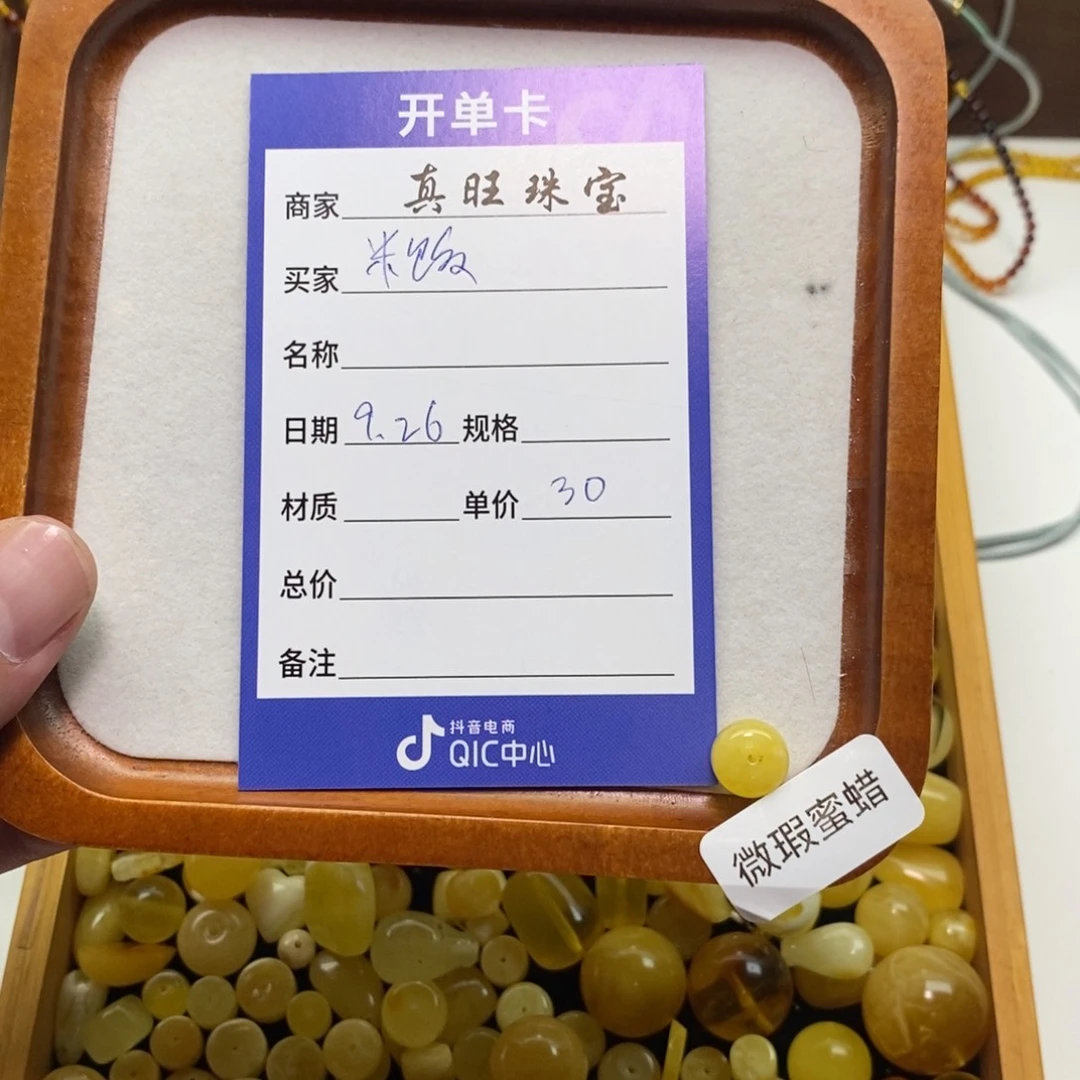 开单卡
商家 真旺珠宝
买家 米饭
名称
日期 9.26 规格
材质 单价 30
总价
备注
抖音电商
QIC中心
微瑕蜜蜡